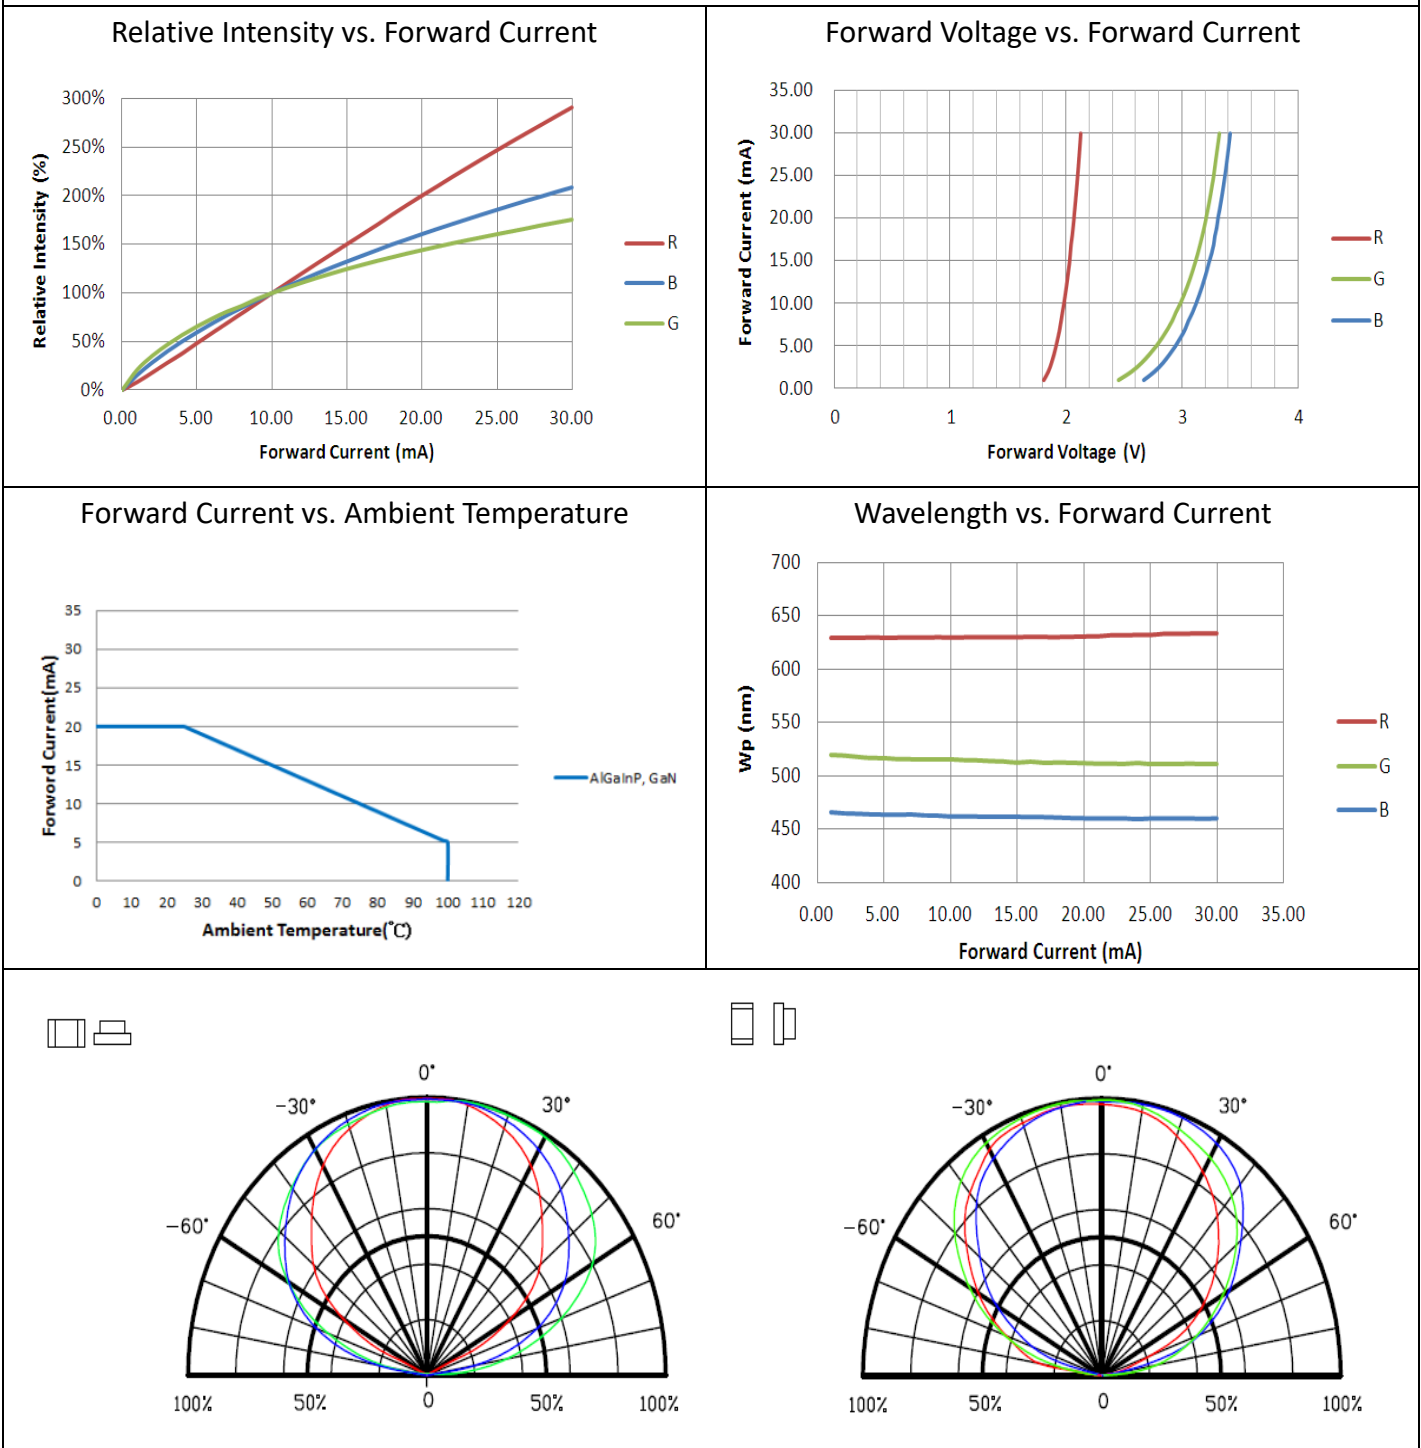 Relative Intensity vs. Forward Current
300%
250%
200%
150%
100%
50%
0%
Relative Intensity (%)
0.00 5.00 10.00 15.00 20.00 25.00 30.00
Forward Current (mA)
R
B
G
Forward Voltage vs. Forward Current
35.00
30.00
25.00
20.00
15.00
10.00
5.00
0.00
Forward Current (mA)
0 1 2 3 4
Forward Voltage (V)
R
G
B
Forward Current vs. Ambient Temperature
35
30
25
20
15
10
5
0
Forword Current(mA)
0 10 20 30 40 50 60 70 80 90 100 110 120
Ambient Temperature(℃)
AlGaInP, GaN
Wavelength vs. Forward Current
700
650
600
550
500
450
400
Wp (nm)
0.00 5.00 10.00 15.00 20.00 25.00 30.00 35.00
Forward Current (mA)
R
G
B
0°
-30° 30°
-60° 60°
100% 50% 0 50% 100%
0°
-30° 30°
-60° 60°
100% 50% 0 50% 100%